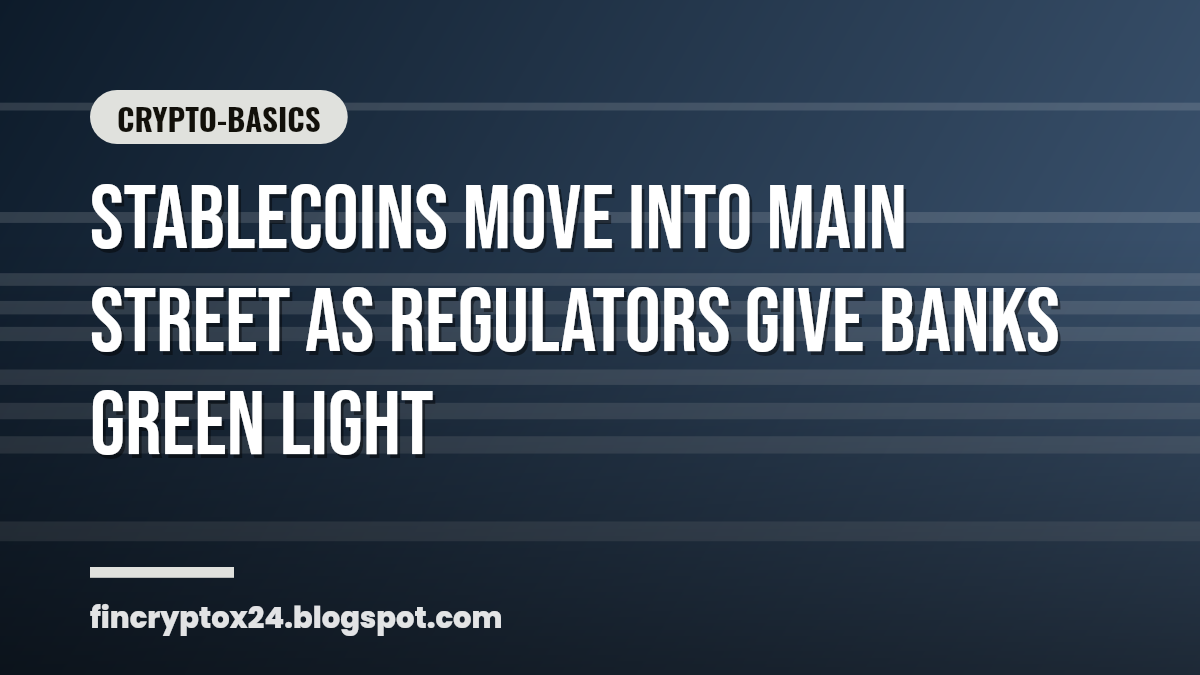 CRYPTO-BASICS
STABLECOINS MOVE INTO MAIN
STREET AS REGULATORS GIVE BANKS
GREEN LIGHT
fincryptox24.blogspot.com